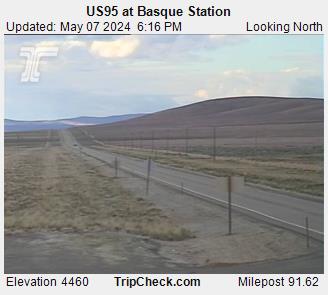 US95 at Basque Station
Updated: May 07 2024 6:16 PM Looking North
Elevation 4460 TripCheck.com Milepost 91.62